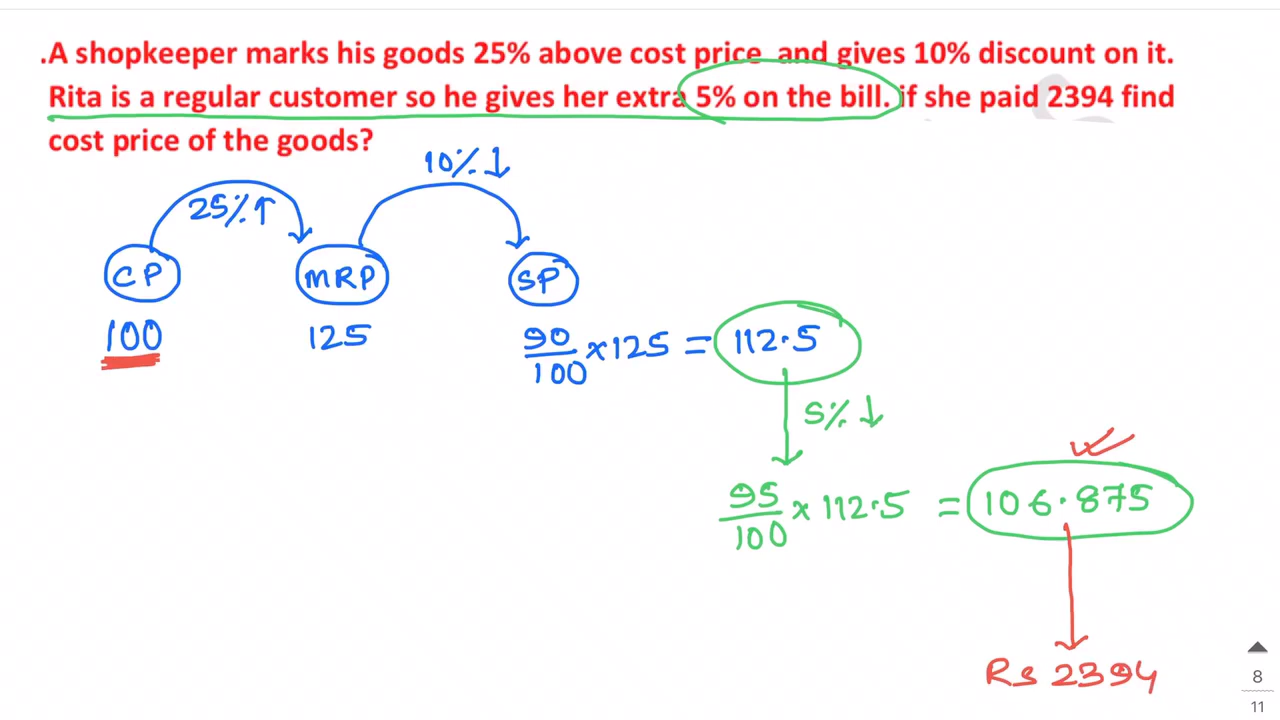 .A shopkeeper marks his goods 25% above cost price and gives 10% discount on it.
Rita is a regular customer so he gives her extra 5% on the bill. if she paid 2394 find
cost price of the goods?
10% ↓
25% ↑
CP MRP SP
100 125 90/100 × 125 = 112.5
5% ↓
95/100 × 112.5 = 106.875
Rs 2394
8
11